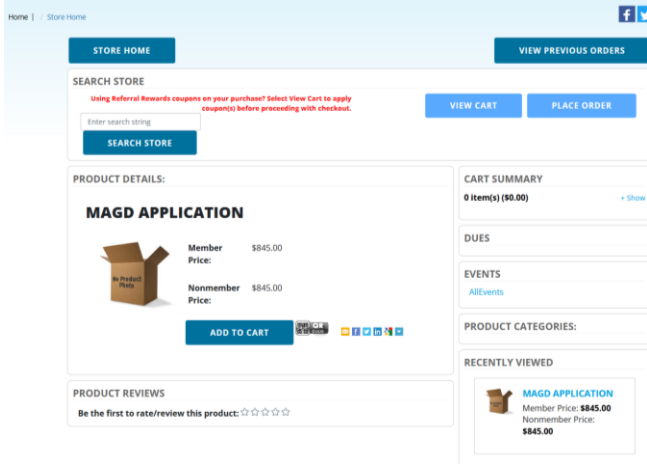 Home | / Store Home
STORE HOME
VIEW PREVIOUS ORDERS
SEARCH STORE
Using Referral Rewards coupons on your purchase? Select View Cart to apply
coupon(s) before proceeding with checkout.
Enter search string
SEARCH STORE
VIEW CART
PLACE ORDER
PRODUCT DETAILS:
MAGD APPLICATION
No Product
Photo
Member
Price:
$845.00
Nonmember
Price:
$845.00
ADD TO CART
PRODUCT REVIEWS
Be the first to rate/review this product:
CART SUMMARY
0 item(s) ($0.00)
+ Show
DUES
EVENTS
AllEvents
PRODUCT CATEGORIES:
RECENTLY VIEWED
MAGD APPLICATION
Member Price: $845.00
Nonmember Price:
$845.00